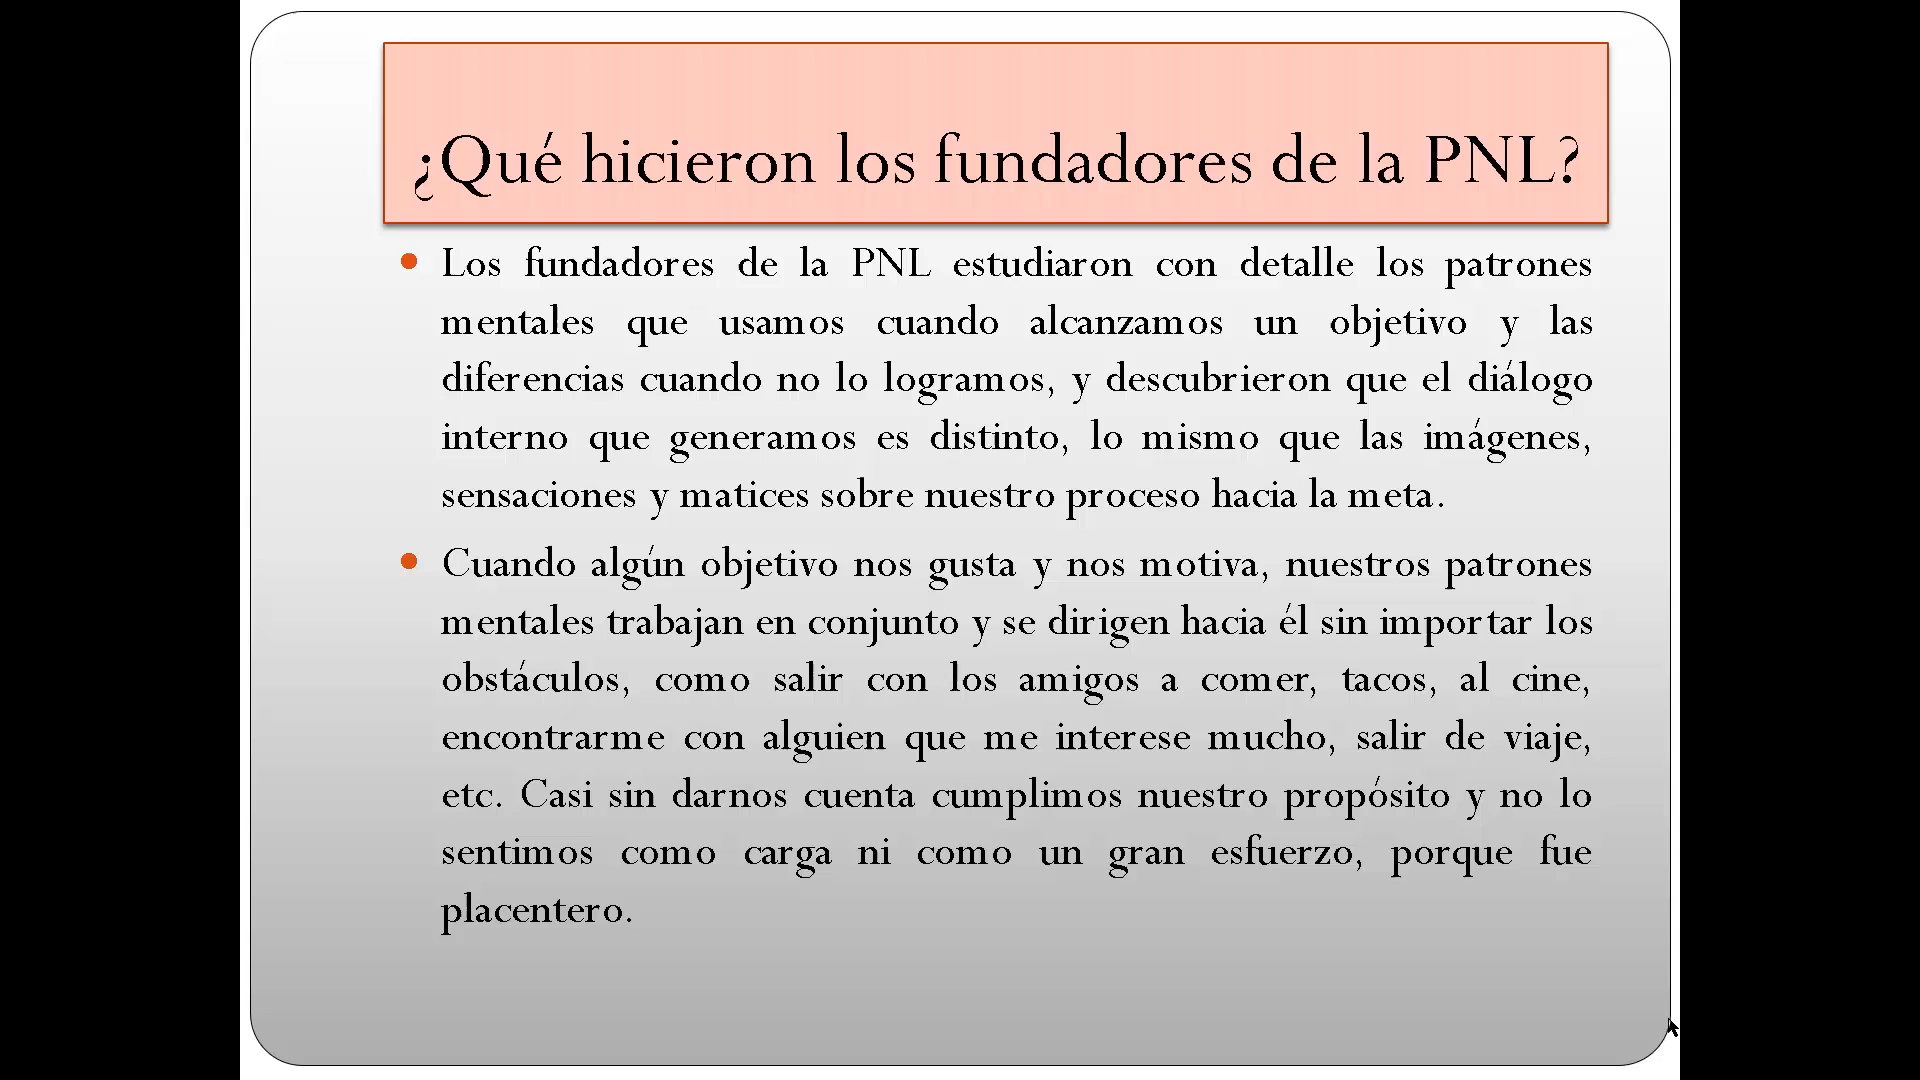 ¿Qué hicieron los fundadores de la PNL?
Los fundadores de la PNL estudiaron con detalle los patrones
mentales que usamos cuando alcanzamos un objetivo y las
diferencias cuando no lo logramos, y descubrieron que el diálogo
interno que generamos es distinto, lo mismo que las imágenes,
sensaciones y matices sobre nuestro proceso hacia la meta.
Cuando algún objetivo nos gusta y nos motiva, nuestros patrones
mentales trabajan en conjunto y se dirigen hacia él sin importar los
obstáculos, como salir con los amigos a comer, tacos, al cine,
encontrarme con alguien que me interese mucho, salir de viaje,
etc. Casi sin darnos cuenta cumplimos nuestro propósito y no lo
sentimos como carga ni como un gran esfuerzo, porque fue
placentero.